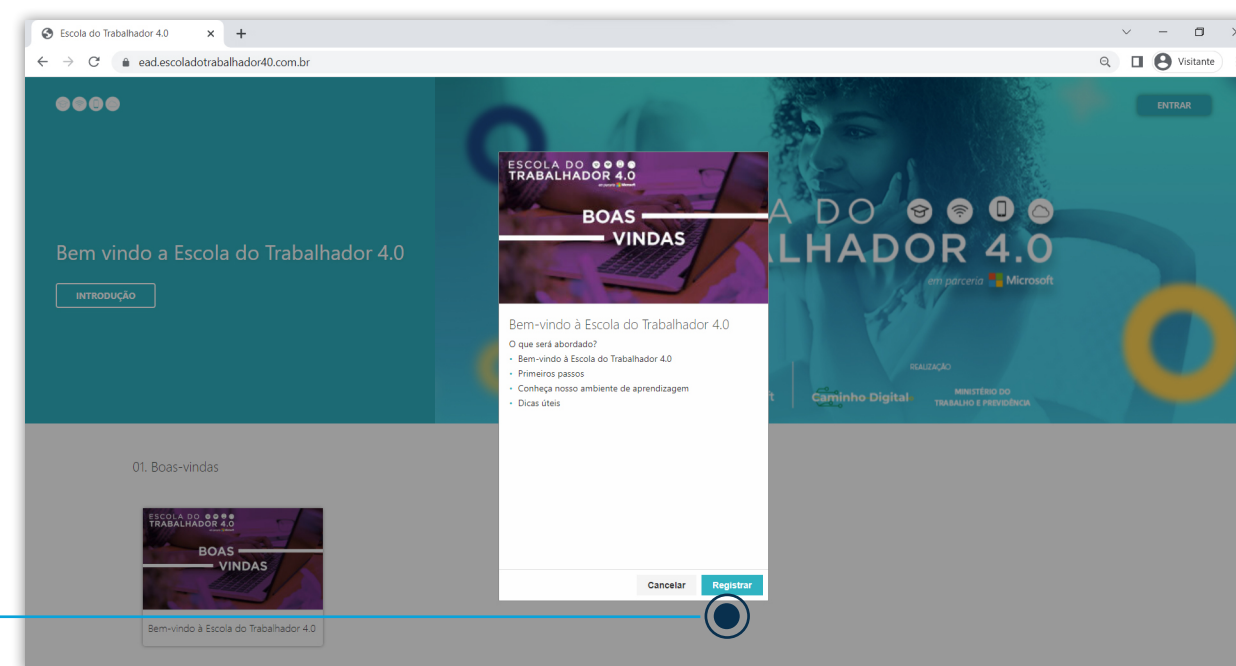 Escola do Trabalhador 4.0
ead.escoladotrabalhador40.com.br
Visitante
ENTRAR
Bem vindo a Escola do Trabalhador 4.0
INTRODUÇÃO
A DO
LHADOR 4.0
em parceria Microsoft
REALIZAÇÃO
Caminho Digital
MINISTÉRIO DO
TRABALHO E PREVIDÊNCIA
ESCOLA DO
TRABALHADOR 4.0
BOAS
VINDAS
Bem-vindo à Escola do Trabalhador 4.0
O que será abordado?
• Bem-vindo à Escola do Trabalhador 4.0
• Primeiros passos
• Conheça nosso ambiente de aprendizagem
• Dicas úteis
Cancelar
Registrar
01. Boas-vindas
ESCOLA DO
TRABALHADOR 4.0
BOAS
VINDAS
Bem-vindo à Escola do Trabalhador 4.0